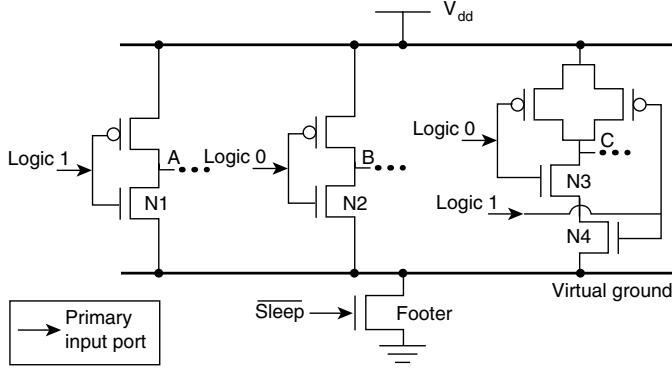 Vdd
Logic 1
A
N1
Logic 0
B
N2
Logic 0
C
N3
Logic 1
N4
Virtual ground
Sleep
Footer
Primary
input port